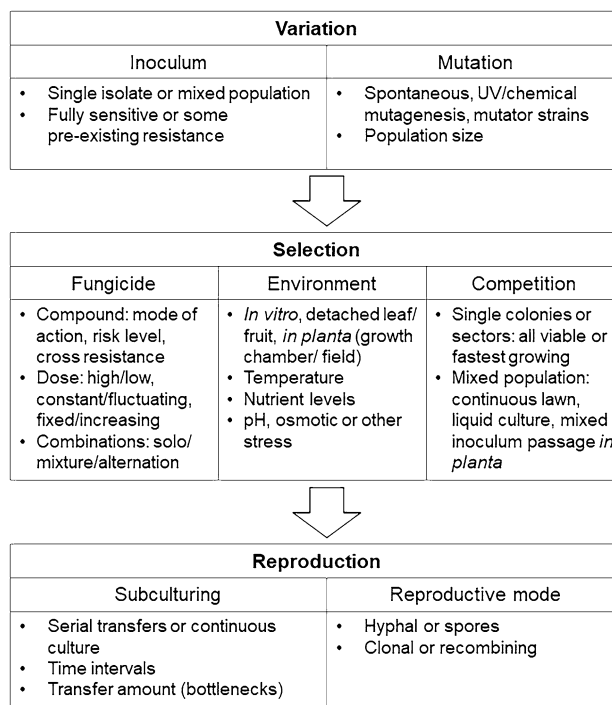 Variation
Inoculum
• Single isolate or mixed population
• Fully sensitive or some
pre-existing resistance
Mutation
• Spontaneous, UV/chemical
mutagenesis, mutator strains
• Population size
Selection
Fungicide
• Compound: mode of
action, risk level,
cross resistance
• Dose: high/low,
constant/fluctuating,
fixed/increasing
• Combinations: solo/
mixture/alternation
Environment
• In vitro, detached leaf/
fruit, in planta (growth
chamber/ field)
• Temperature
• Nutrient levels
• pH, osmotic or other
stress
Competition
• Single colonies or
sectors: all viable or
fastest growing
• Mixed population:
continuous lawn,
liquid culture, mixed
inoculum passage in
planta
Reproduction
Subculturing
• Serial transfers or continuous
culture
• Time intervals
• Transfer amount (bottlenecks)
Reproductive mode
• Hyphal or spores
• Clonal or recombining